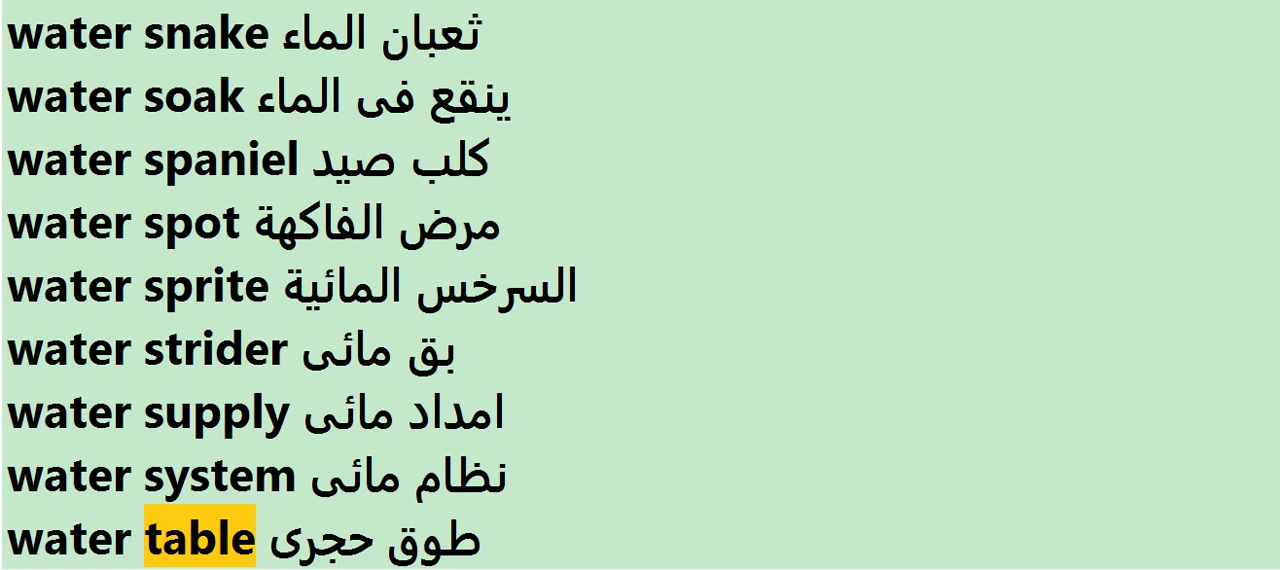 water snake ثعبان الماء
water soak ينقع فى الماء
water spaniel كلب صيد
water spot مرض الفاكهة
water sprite السرخس المائية
water strider بق مائى
water supply امداد مائى
water system نظام مائى
water table طوق حجرى